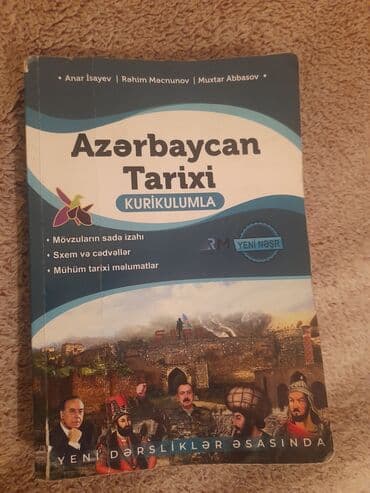 • Anar İsayev | Rəhim Məcnunov | Muxtar Abbasov •
Azərbaycan
Tarixi
KURİKULUMLA
• Mövzuların sadə izahı
• Sxem və cədvəllər
• Mühüm tarixi məlumatlar
YENİ NƏŞR
YENİ DƏRSLİKLƏR ƏSASINDA